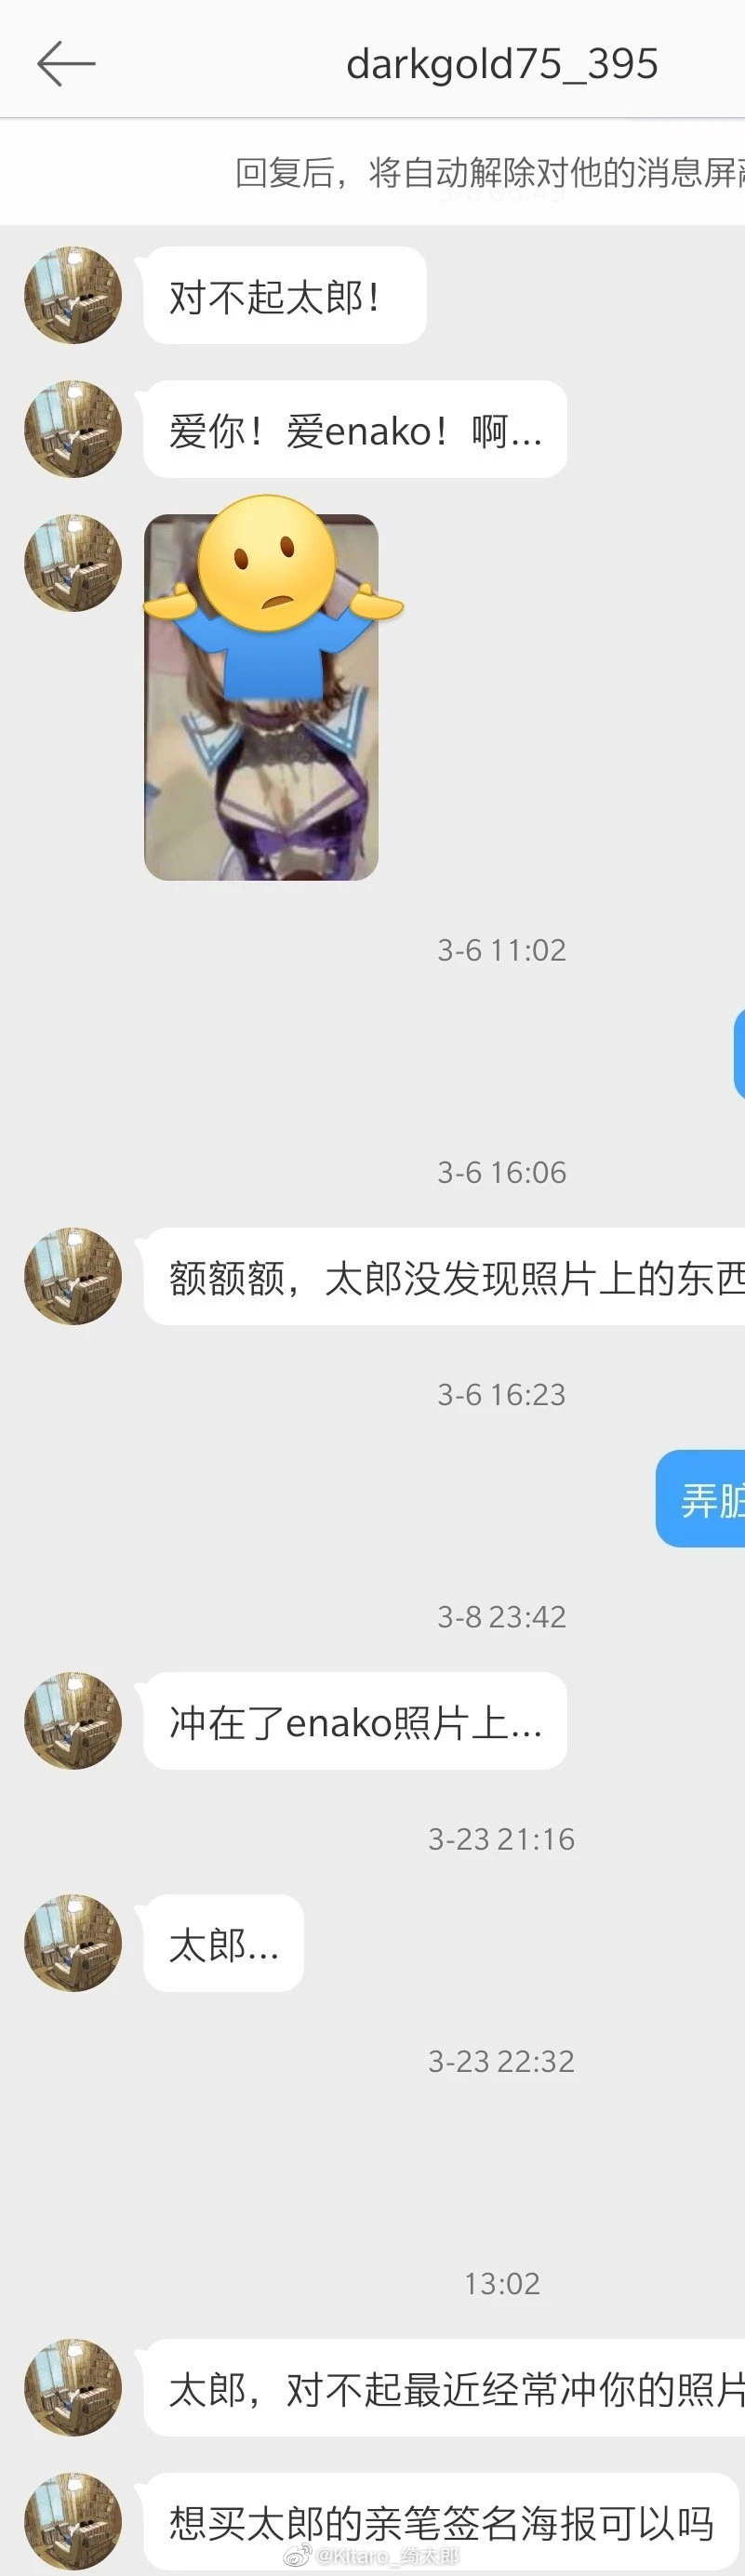 darkgold75_395
回复后，将自动解除对他的消息屏蔽
对不起太郎！
爱你！爱enako！啊...
3-6 11:02
3-6 16:06
额额额，太郎没发现照片上的东西
3-6 16:23
弄脏
3-8 23:42
冲在了enako照片上...
3-23 21:16
太郎...
3-23 22:32
13:02
太郎，对不起最近经常冲你的照片
想买太郎的亲笔签名海报可以吗
@KItaro_绮太郎